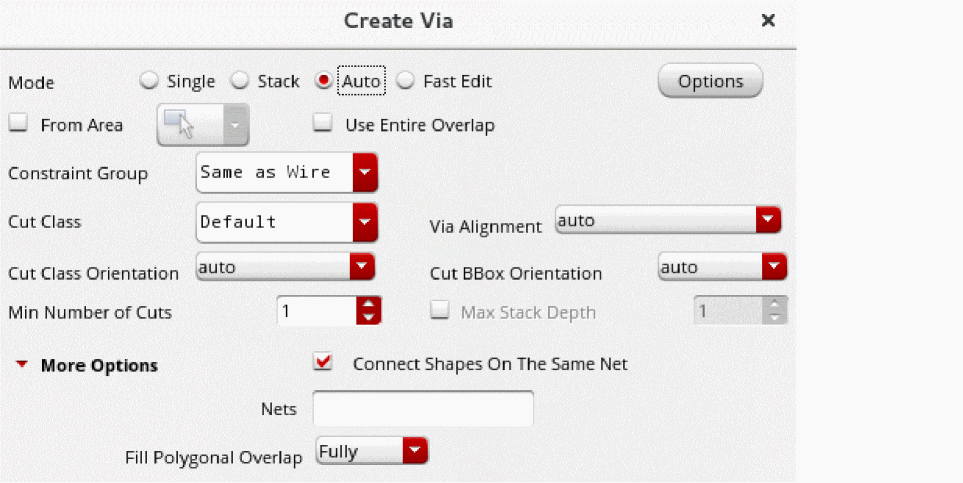 Create Via
Mode Single Stack Auto Fast Edit Options
From Area Use Entire Overlap
Constraint Group Same as Wire
Cut Class Default Via Alignment auto
Cut Class Orientation auto Cut BBox Orientation auto
Min Number of Cuts 1 Max Stack Depth 1
More Options Connect Shapes On The Same Net
Nets
Fill Polygonal Overlap Fully